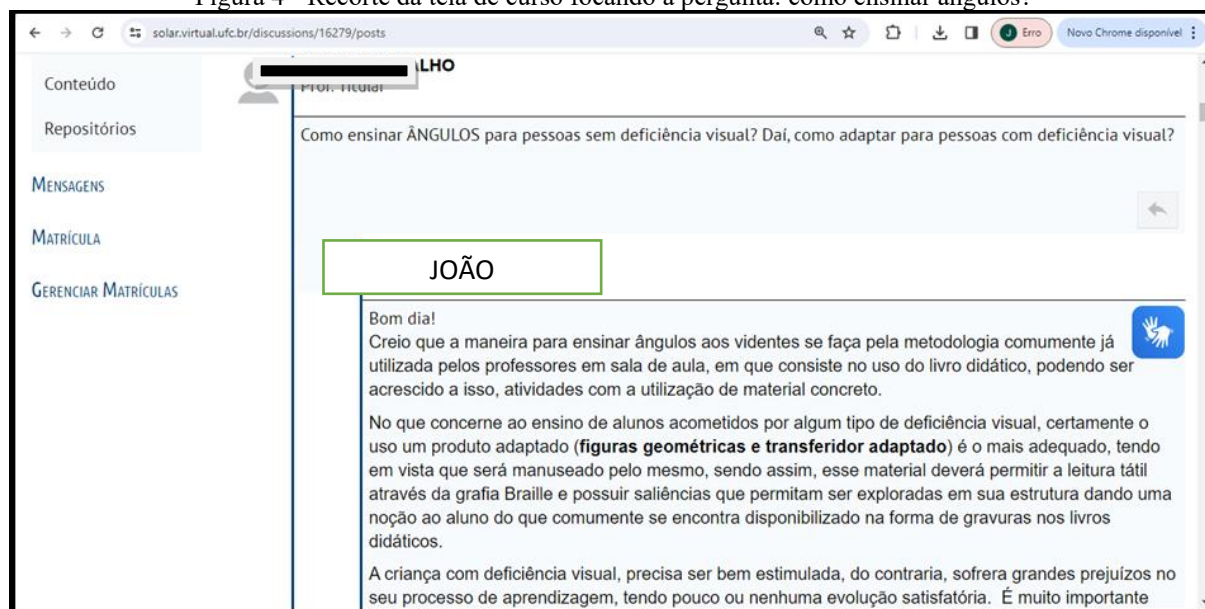 Figura 4 - Recorte da tela de curso focando a pergunta: como ensinar ângulos?
solar.virtual.ufc.br/discussions/16279/posts
Erro
Novo Chrome disponível
J
Conteúdo
Repositórios
MENSAGENS
MATRÍCULA
GERENCIAR MATRÍCULAS
LHO
Prof. Titular
Como ensinar ÂNGULOS para pessoas sem deficiência visual? Daí, como adaptar para pessoas com deficiência visual?
JOÃO
Bom dia!
Creio que a maneira para ensinar ângulos aos videntes se faça pela metodologia comumente já
utilizada pelos professores em sala de aula, em que consiste no uso do livro didático, podendo ser
acrescido a isso, atividades com a utilização de material concreto.
No que concerne ao ensino de alunos acometidos por algum tipo de deficiência visual, certamente o
uso um produto adaptado (figuras geométricas e transferidor adaptado) é o mais adequado, tendo
em vista que será manuseado pelo mesmo, sendo assim, esse material deverá permitir a leitura tátil
através da grafia Braille e possuir saliências que permitam ser exploradas em sua estrutura dando uma
noção ao aluno do que comumente se encontra disponibilizado na forma de gravuras nos livros
didáticos.
A criança com deficiência visual, precisa ser bem estimulada, do contraria, sofrera grandes prejuízos no
seu processo de aprendizagem, tendo pouco ou nenhuma evolução satisfatória. É muito importante